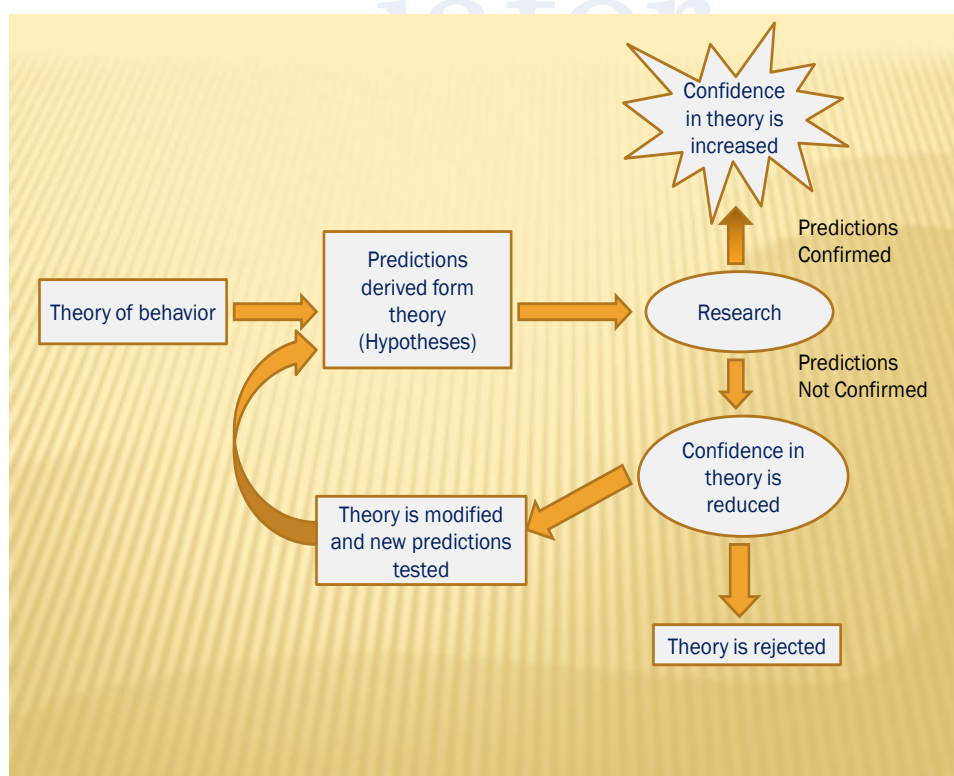 Confidence
in theory is
increased
Predictions
Confirmed
Predictions
derived form
theory
(Hypotheses)
Theory of behavior
Research
Predictions
Not Confirmed
Confidence in
theory is
reduced
Theory is modified
and new predictions
tested
Theory is rejected